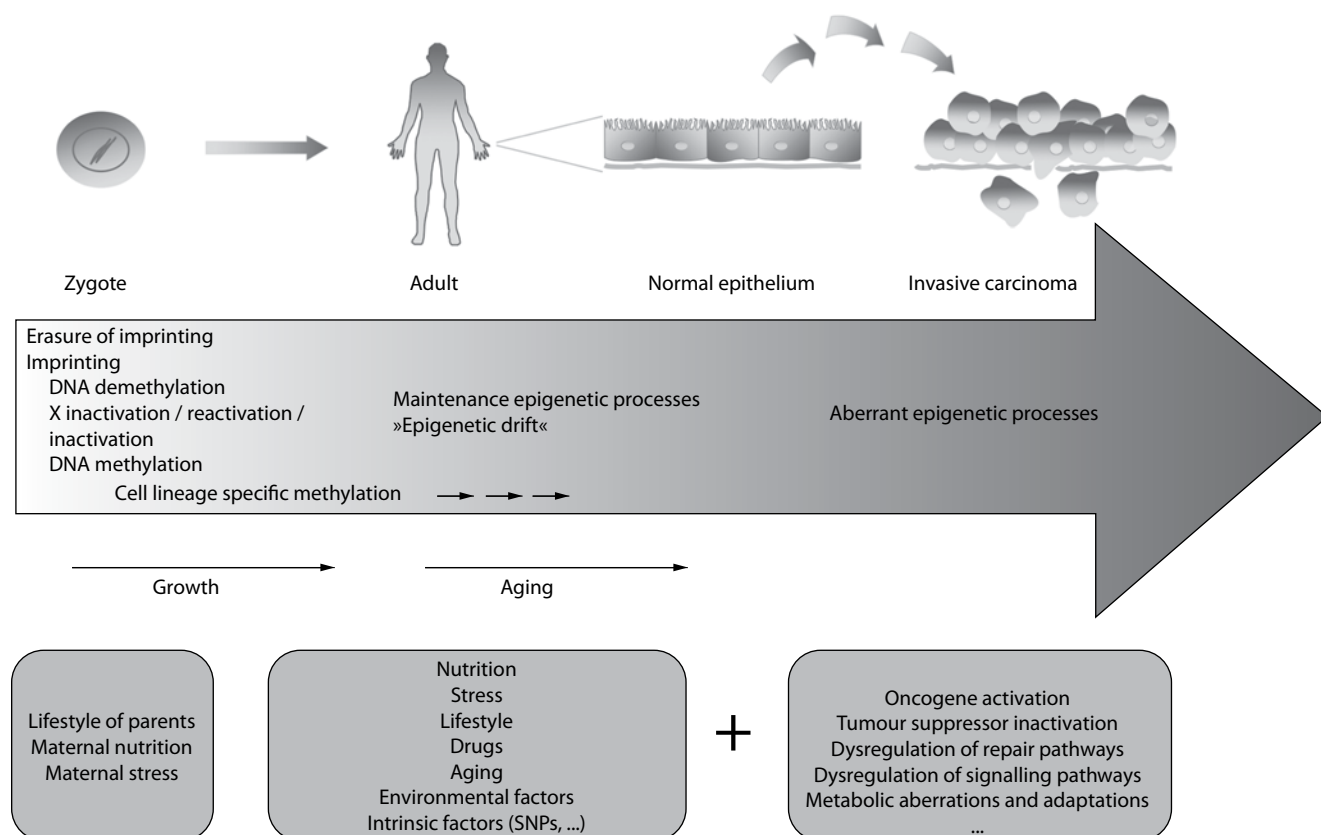 Zygote
Adult
Normal epithelium
Invasive carcinoma
Erasure of imprinting
Imprinting
DNA demethylation
X inactivation / reactivation /
inactivation
DNA methylation
Cell lineage specific methylation
Maintenance epigenetic processes
»Epigenetic drift«
Aberrant epigenetic processes
Growth
Aging
Lifestyle of parents
Maternal nutrition
Maternal stress
Nutrition
Stress
Lifestyle
Drugs
Aging
Environmental factors
Intrinsic factors (SNPs, ...)
+
Oncogene activation
Tumour suppressor inactivation
Dysregulation of repair pathways
Dysregulation of signalling pathways
Metabolic aberrations and adaptations
...